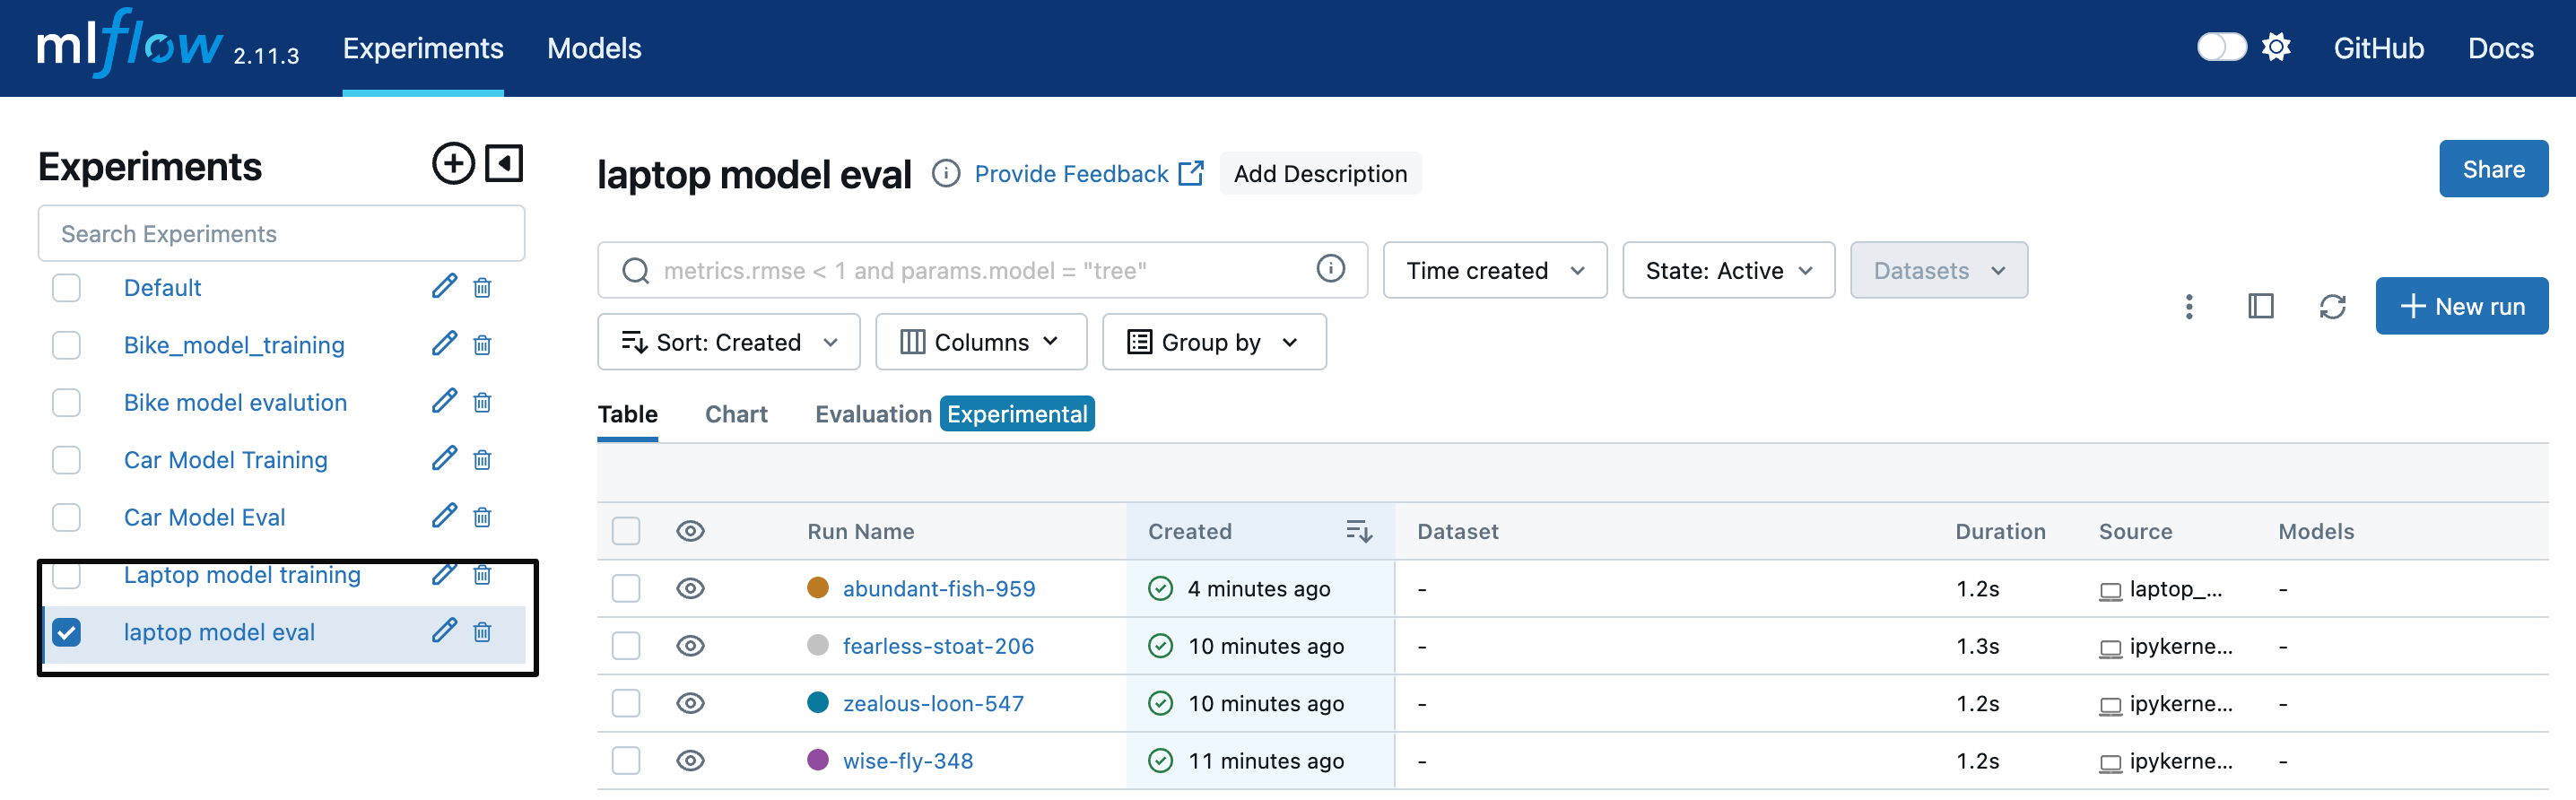 mlflow 2.11.3 Experiments Models GitHub Docs
Experiments
Search Experiments
Default
Bike_model_training
Bike model evalution
Car Model Training
Car Model Eval
Laptop model training
laptop model eval
laptop model eval Provide Feedback Add Description Share
metrics.rmse < 1 and params.model = "tree" Time created State: Active Datasets
Sort: Created Columns Group by
New run
Table Chart Evaluation Experimental
Run Name Created Dataset Duration Source Models
abundant-fish-959 4 minutes ago - 1.2s laptop_... -
fearless-stoat-206 10 minutes ago - 1.3s ipykerne... -
zealous-loon-547 10 minutes ago - 1.2s ipykerne... -
wise-fly-348 11 minutes ago - 1.2s ipykerne... -